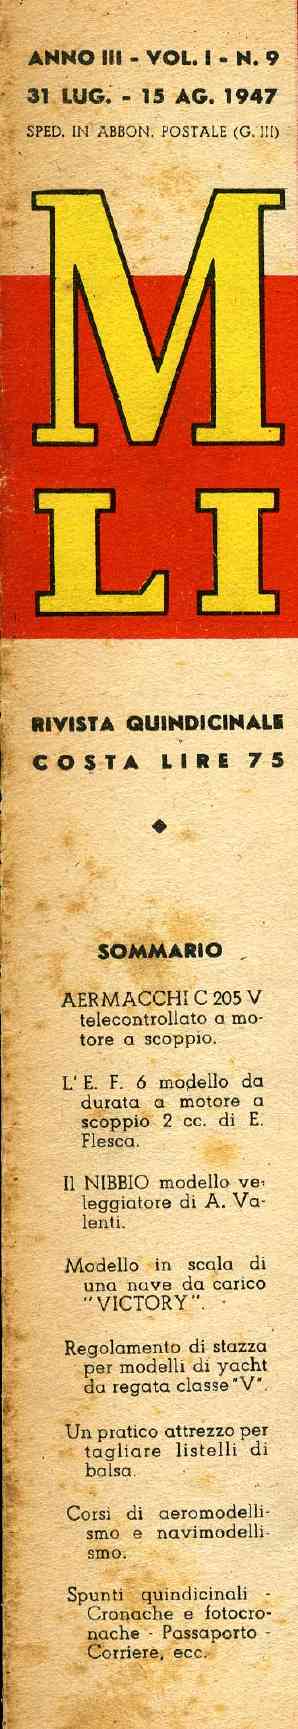 ANNO III - VOL. I - N. 9
31 LUG. - 15 AG. 1947
SPED. IN ABBON. POSTALE (G. III)
M
LI
RIVISTA QUINDICINALE
COSTA LIRE 75
SOMMARIO
AERMACCHI C 205 V
telecontrollato a mo-
tore a scoppio.
L' E. F. 6 modello da
durata a motore a
scoppio 2 cc. di E.
Flesca.
Il NIBBIO modello ve-
leggiatore di A. Va-
lenti.
Modello in scala di
una nave da carico
"VICTORY".
Regolamento di stazza
per modelli di yacht
da regata classe "V".
Un pratico attrezzo per
tagliare listelli di
balsa.
Corsi di aeromodelli-
smo e navimodelli-
smo.
Spunti quindicinali -
Cronache e fotocro-
nache - Passaporto -
Corriere, ecc.